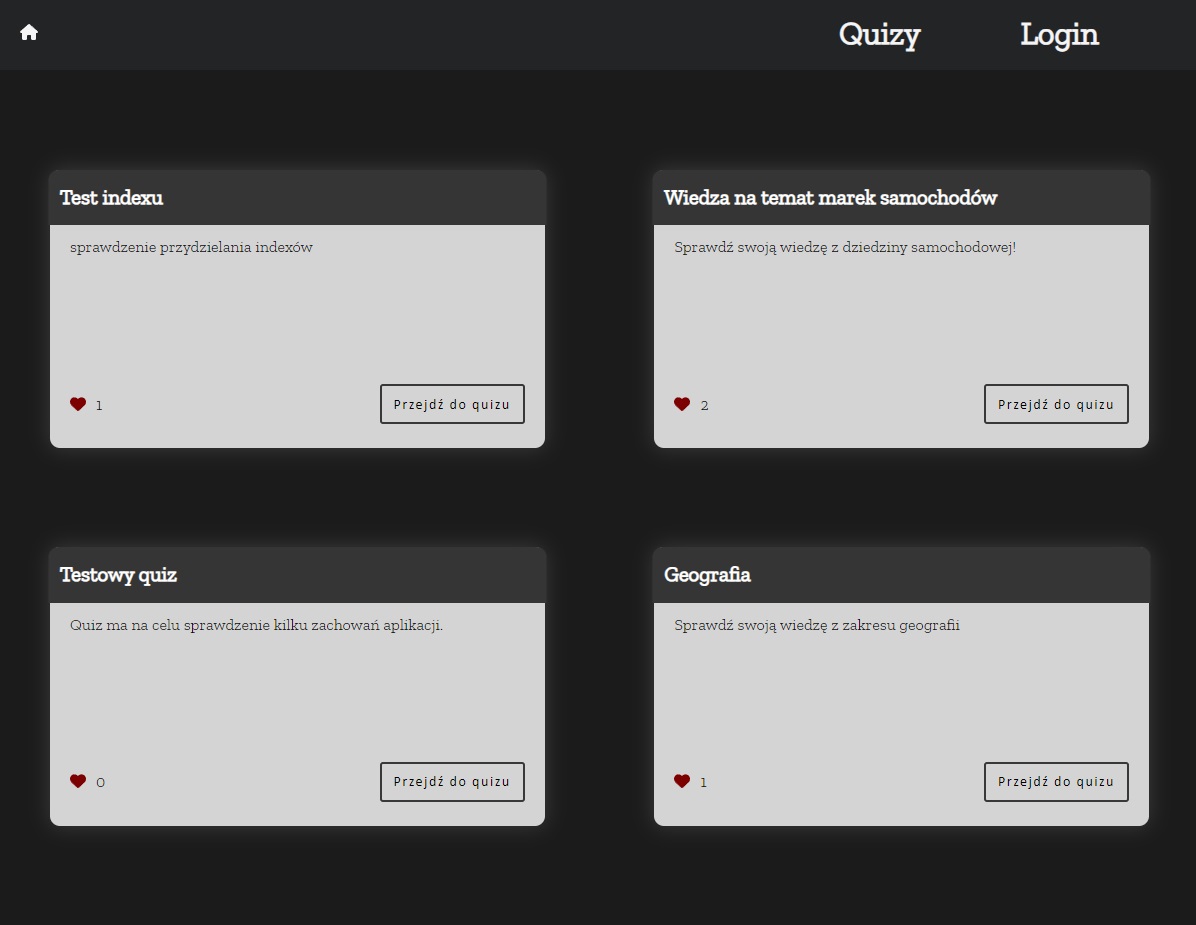 Quizy Login
Test indexu
sprawdzenie przydzielania indexów
1 Przejdź do quizu
Wiedza na temat marek samochodów
Sprawdź swoją wiedzę z dziedziny samochodowej!
2 Przejdź do quizu
Testowy quiz
Quiz ma na celu sprawdzenie kilku zachowań aplikacji.
0 Przejdź do quizu
Geografia
Sprawdź swoją wiedzę z zakresu geografii
1 Przejdź do quizu